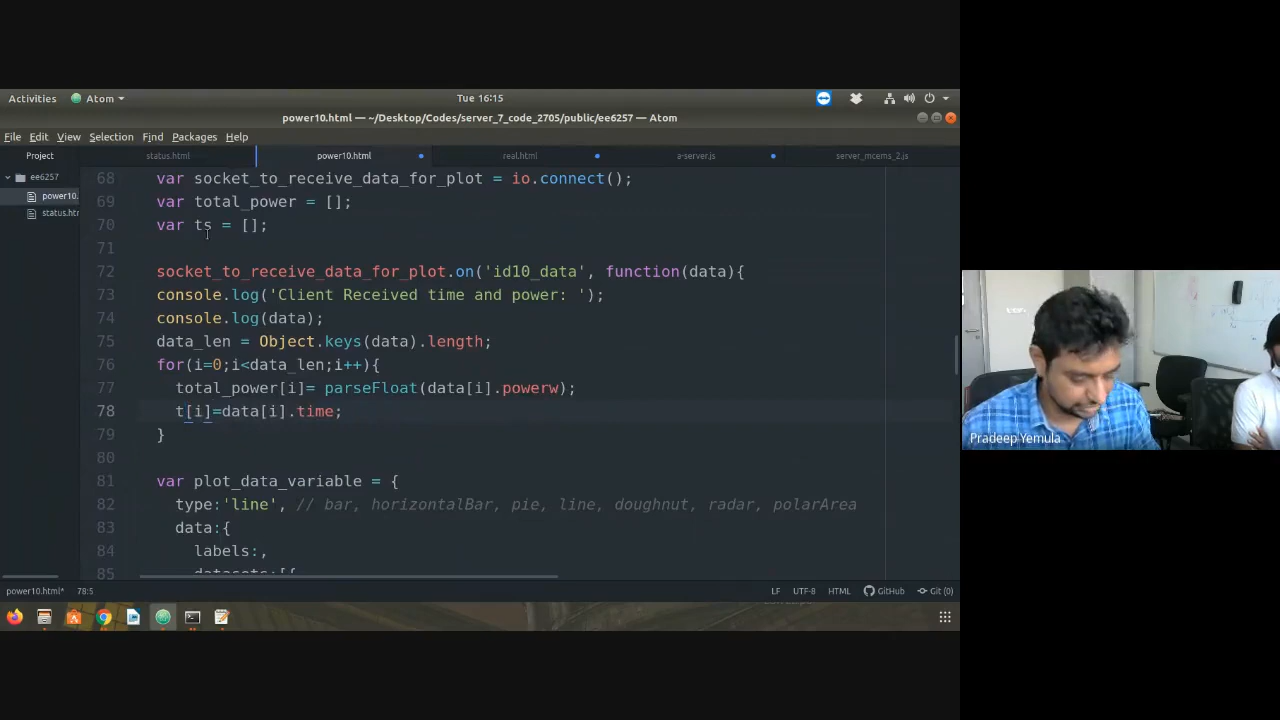 Activities Atom Tue 16:15
power10.html — ~/Desktop/Codes/server_7_code_2705/public/ee6257 — Atom
File Edit View Selection Find Packages Help
Project status.html power10.html real.html a-server.js server_mcems_2.js
ee6257
power10.
status.htm
68 var socket_to_receive_data_for_plot = io.connect();
69 var total_power = [];
70 var ts = [];
71
72 socket_to_receive_data_for_plot.on('id10_data', function(data){
73 console.log('Client Received time and power: ');
74 console.log(data);
75 data_len = Object.keys(data).length;
76 for(i=0;i<data_len;i++){
77 total_power[i]= parseFloat(data[i].powerw);
78 t[i]=data[i].time;
79 }
80
81 var plot_data_variable = {
82 type:'line', // bar, horizontalBar, pie, line, doughnut, radar, polarArea
83 data:{
84 labels:,
85 datasets:[{
power10.html* 78:5 LF UTF-8 HTML GitHub Git (0)
Pradeep Yemula